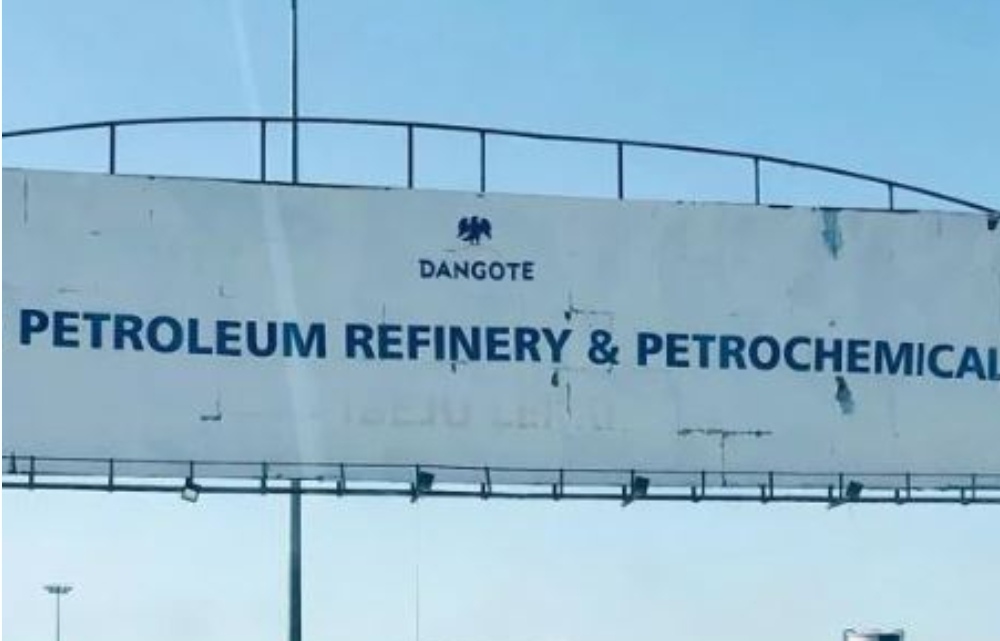 DANGOTE
PETROLEUM REFINERY & PETROCHEMICAL